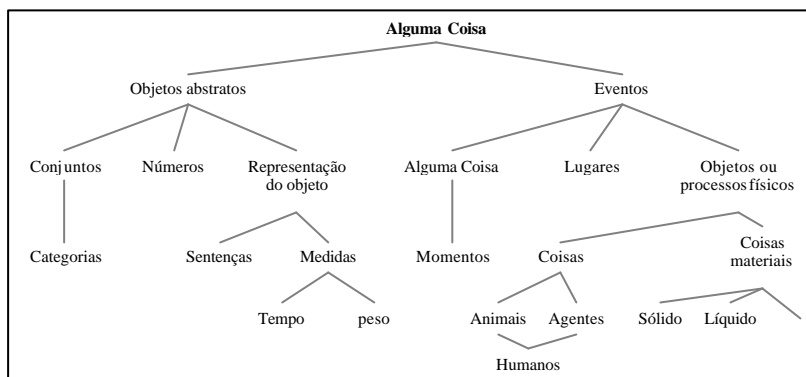 Alguma Coisa
Objetos abstratos
Eventos
Conjuntos
Números
Representação
do objeto
Alguma Coisa
Lugares
Objetos ou
processos físicos
Categorias
Sentenças
Medidas
Momentos
Coisas
Coisas
materiais
Tempo
peso
Animais
Agentes
Sólido
Líquido
Humanos